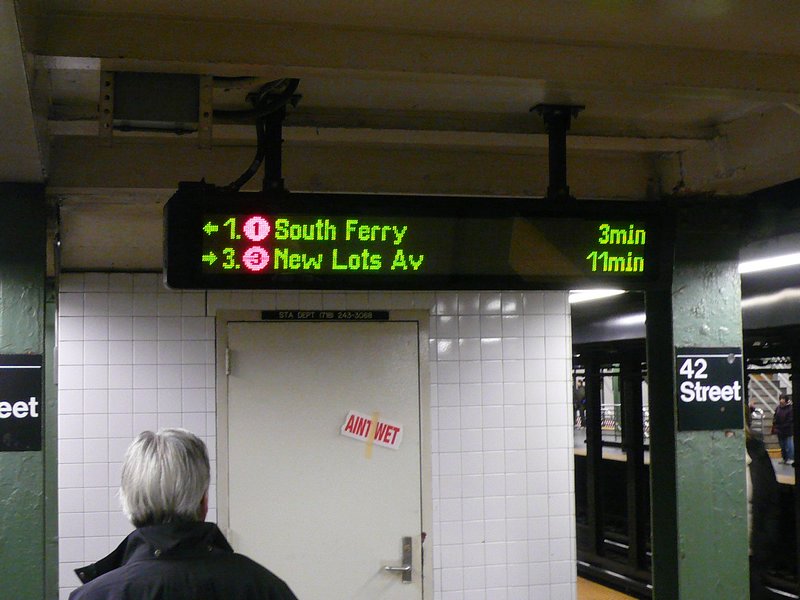 ← 1. 1 South Ferry 3min
→ 3. 3 New Lots Av 11min
STA DEPT (718) 243-3068
42
Street
eet
AINT WET